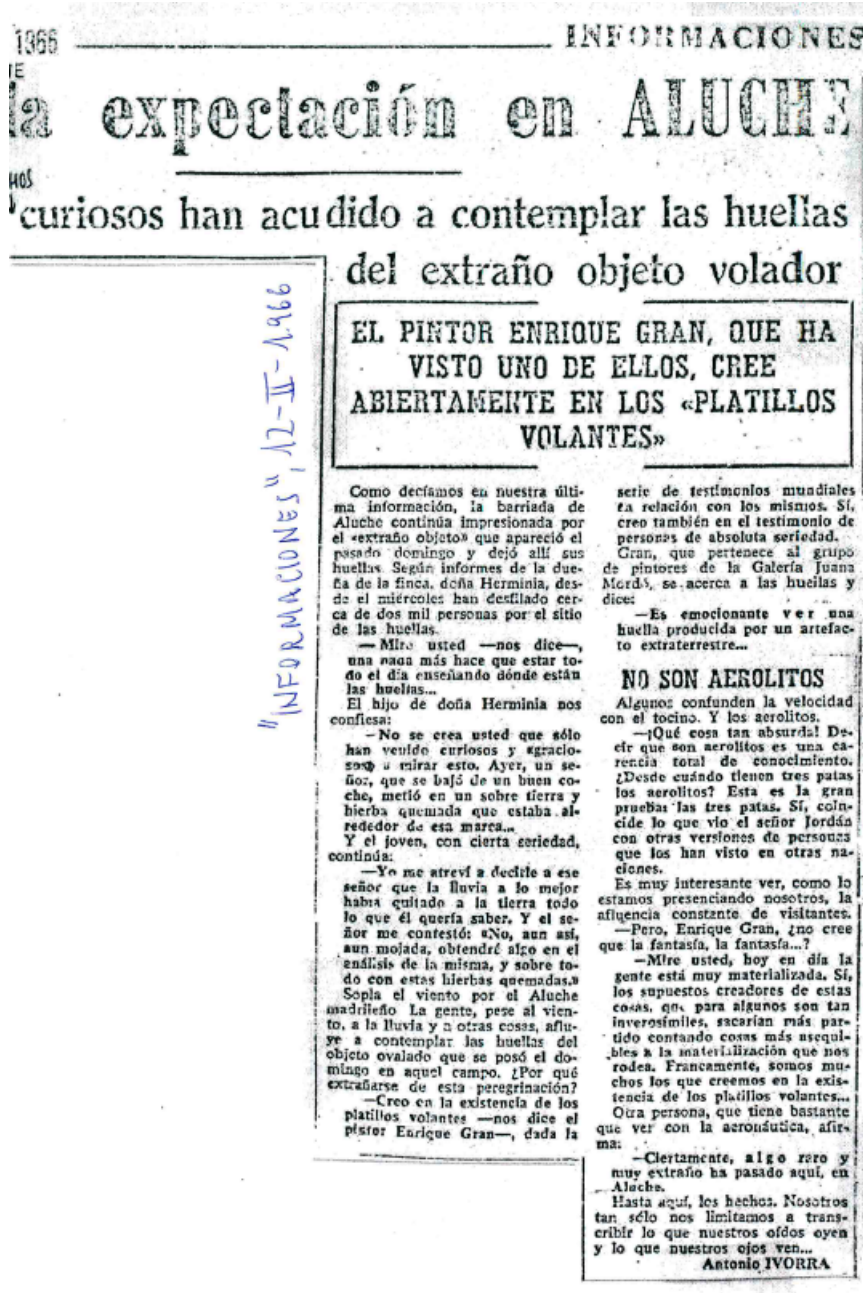 1966 INFORMACIONES
la expectación en ALUCHE
curiosos han acudido a contemplar las huellas
del extraño objeto volador
"INFORMACIONES", 12-II-1966
EL PINTOR ENRIQUE GRAN, QUE HA
VISTO UNO DE ELLOS, CREE
ABIERTAMENTE EN LOS «PLATILLOS
VOLANTES»
Como decíamos en nuestra últi-
ma información, la barriada de
Aluche continúa impresionada por
el «extraño objeto» que apareció el
pasado domingo y dejó allí sus
huellas. Según informes de la due-
ña de la finca, doña Herminia, des-
de el miércoles han desfilado cer-
ca de dos mil personas por el sitio
de las huellas.
—Mire usted —nos dice—,
una nada más hace que estar to-
do el día enseñando dónde están
las huellas...
El hijo de doña Herminia nos
confiesa:
—No se crea usted que sólo
han venido curiosos y «gracio-
sos» a mirar esto. Ayer, un se-
ñor, que se bajó de un buen co-
che, metió en un sobre tierra y
hierba quemada que estaba al-
rededor de esa marca...
Y el joven, con cierta seriedad,
continúa:
—Yo me atreví a decirle a ese
señor que la lluvia a lo mejor
había quitado a la tierra todo
lo que él quería saber. Y el se-
ñor me contestó: «No, aun así,
aun mojada, obtendré algo en el
análisis de la misma, y sobre to-
do con estas hierbas quemadas.»
Sopla el viento por el Aluche
madrileño. La gente, pese al vien-
to, a la lluvia y a otras cosas, aflu-
ye a contemplar las huellas del
objeto ovalado que se posó el do-
mingo en aquel campo. ¿Por qué
extrañarse de esta peregrinación?
—Creo en la existencia de los
platillos volantes —nos dice el
pintor Enrique Gran—, dada la
serie de testimonios mundiales
en relación con los mismos. Sí,
creo también en el testimonio de
personas de absoluta seriedad.
Gran, que pertenece al grupo
de pintores de la Galería Juana
Mordó, se acerca a las huellas y
dice:
—Es emocionante ver una
huella producida por un artefac-
to extraterrestre...
NO SON AEROLITOS
Algunos confunden la velocidad
con el tocino. Y los aerolitos.
—¡Qué cosa tan absurda! De-
cir que son aerolitos es una ca-
rencia total de conocimiento.
¿Desde cuándo tienen tres patas
los aerolitos? Esta es la gran
prueba: las tres patas. Sí, coin-
cide lo que vio el señor Jordán
con otras versiones de personas
que los han visto en otras na-
ciones.
Es muy interesante ver, como lo
estamos presenciando nosotros, la
afluencia constante de visitantes.
—Pero, Enrique Gran, ¿no cree
que la fantasía, la fantasía...?
—Mire usted, hoy en día la
gente está muy materializada. Sí,
los supuestos creadores de estas
cosas, que para algunos son tan
inverosímiles, sacarían más par-
tido contando cosas más asequi-
bles a la materialización que nos
rodea. Francamente, somos mu-
chos los que creemos en la exis-
tencia de los platillos volantes...
Otra persona, que tiene bastante
que ver con la aeronáutica, afir-
ma:
—Ciertamente, algo raro y
muy extraño ha pasado aquí, en
Aluche.
Hasta aquí, los hechos. Nosotros
tan sólo nos limitamos a trans-
cribir lo que nuestros oídos oyen
y lo que nuestros ojos ven...
Antonio IVORRA